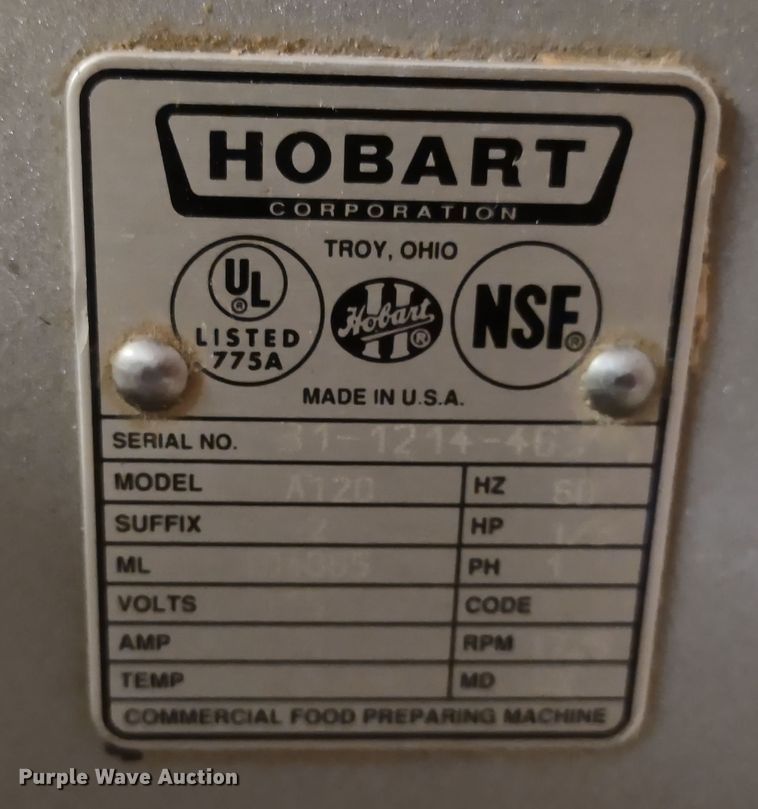 HOBART
CORPORATION
TROY, OHIO
UL
®
LISTED
775A
H
Hobart
®
NSF®
MADE IN U.S.A.
SERIAL NO.
MODEL A120 HZ 60
SUFFIX 2 HP
ML PH 1
VOLTS CODE
AMP RPM
TEMP MD
COMMERCIAL FOOD PREPARING MACHINE
Purple Wave Auction